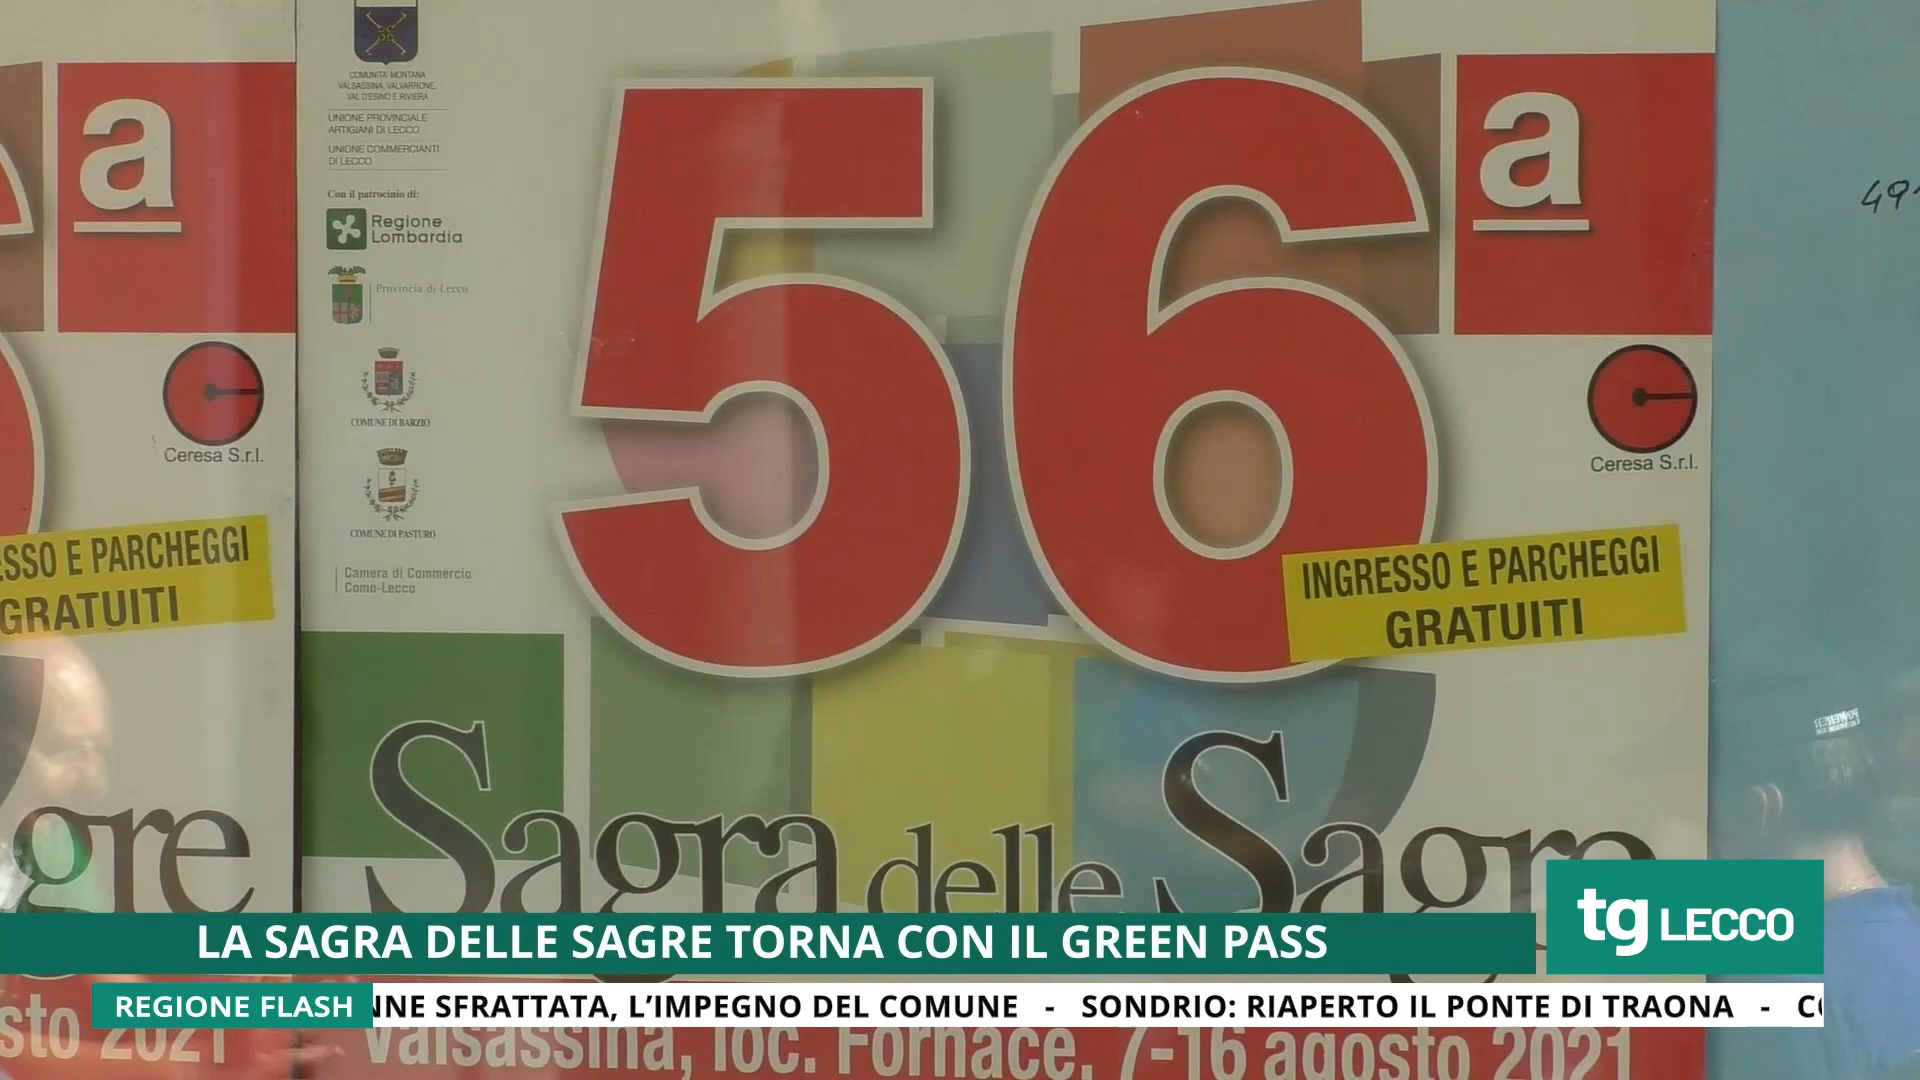 COMUNITA' MONTANA
VALSASSINA, VALVARRONE,
VAL D'ESINO E RIVIERA
UNIONE PROVINCIALE
ARTIGIANI DI LECCO
UNIONE COMMERCIANTI
DI LECCO
Con il patrocinio di:
Regione
Lombardia
Provincia di Lecco
COMUNE DI BARZIO
COMUNE DI PASTURO
Camera di Commercio
Como-Lecco
56a
a
Ceresa S.r.l.
Ceresa S.r.l.
INGRESSO E PARCHEGGI
GRATUITI
ESSO E PARCHEGGI
GRATUITI
49
gre
Sagra delle Sagre
LA SAGRA DELLE SAGRE TORNA CON IL GREEN PASS
tg LECCO
REGIONE FLASH
NNE SFRATTATA, L'IMPEGNO DEL COMUNE - SONDRIO: RIAPERTO IL PONTE DI TRAONA - C
sto 2021
Valsassina, loc. Fornace, 7-16 agosto 2021